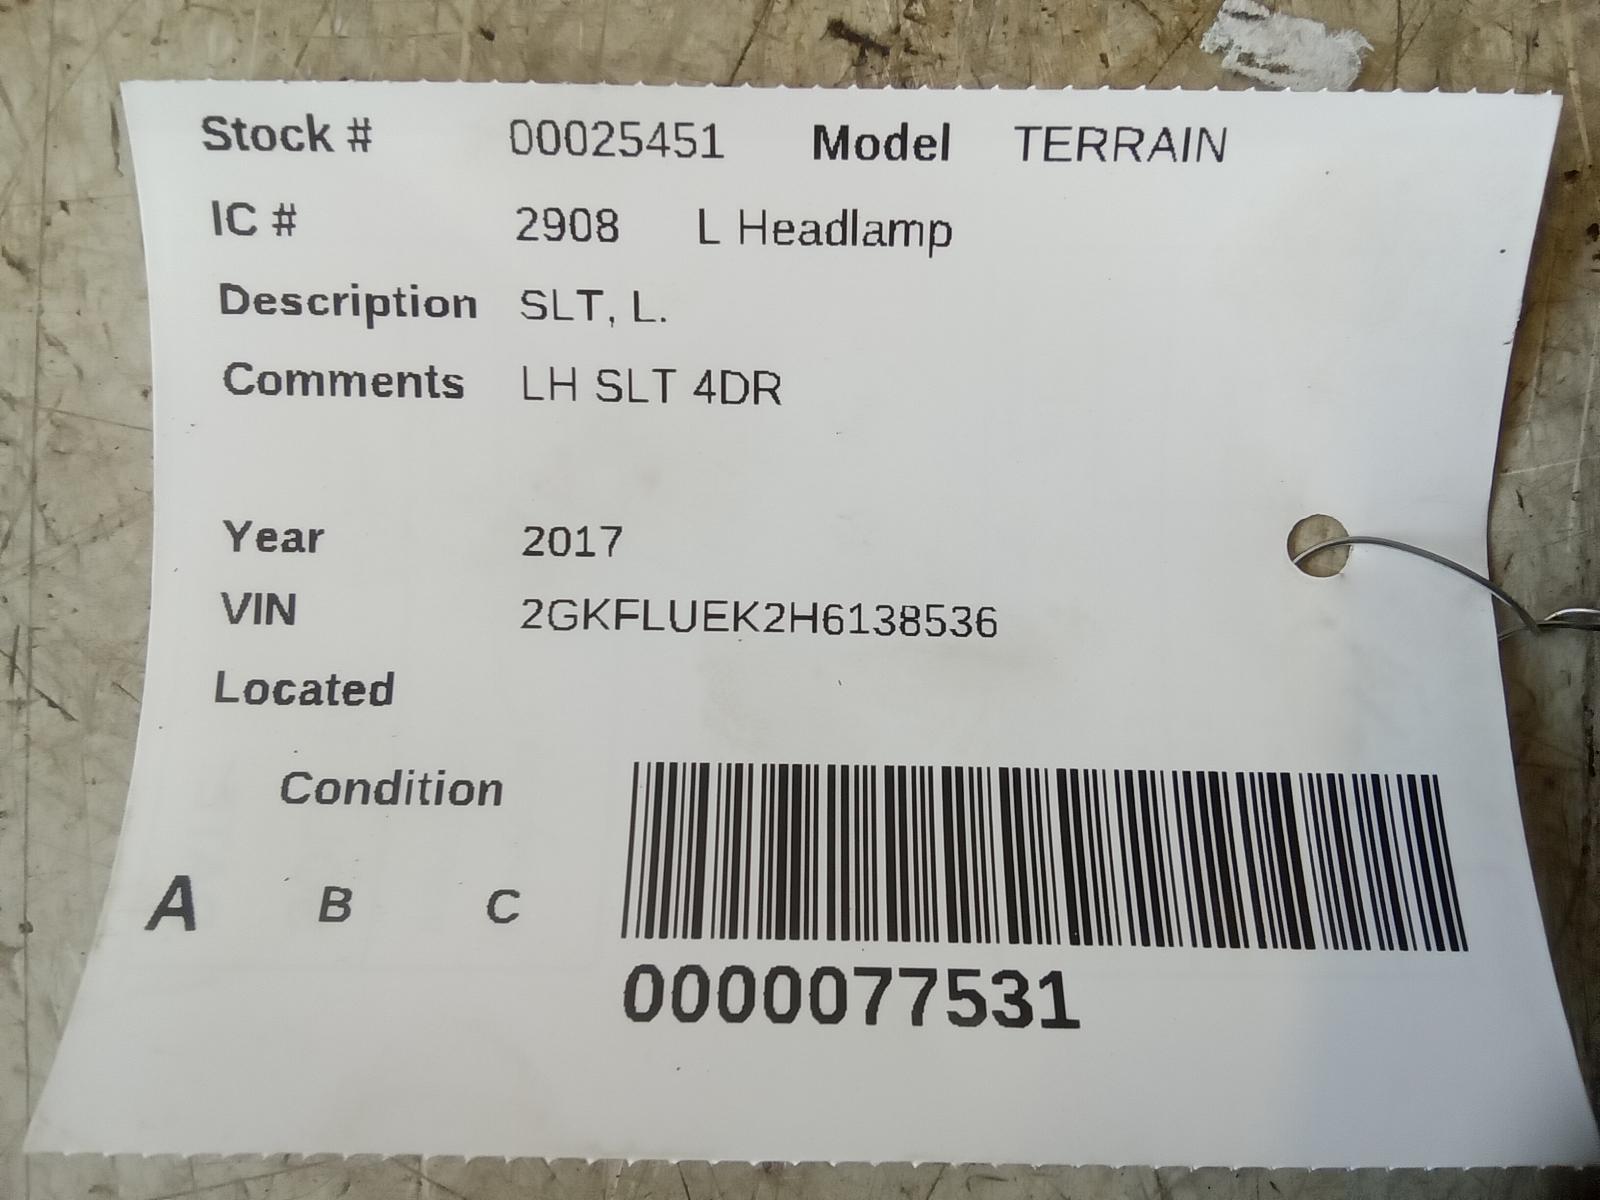 Stock # 00025451 Model TERRAIN
IC # 2908 L Headlamp
Description SLT, L.
Comments LH SLT 4DR
Year 2017
VIN 2GKFLUEK2H6138536
Located
Condition
A B C
0000077531